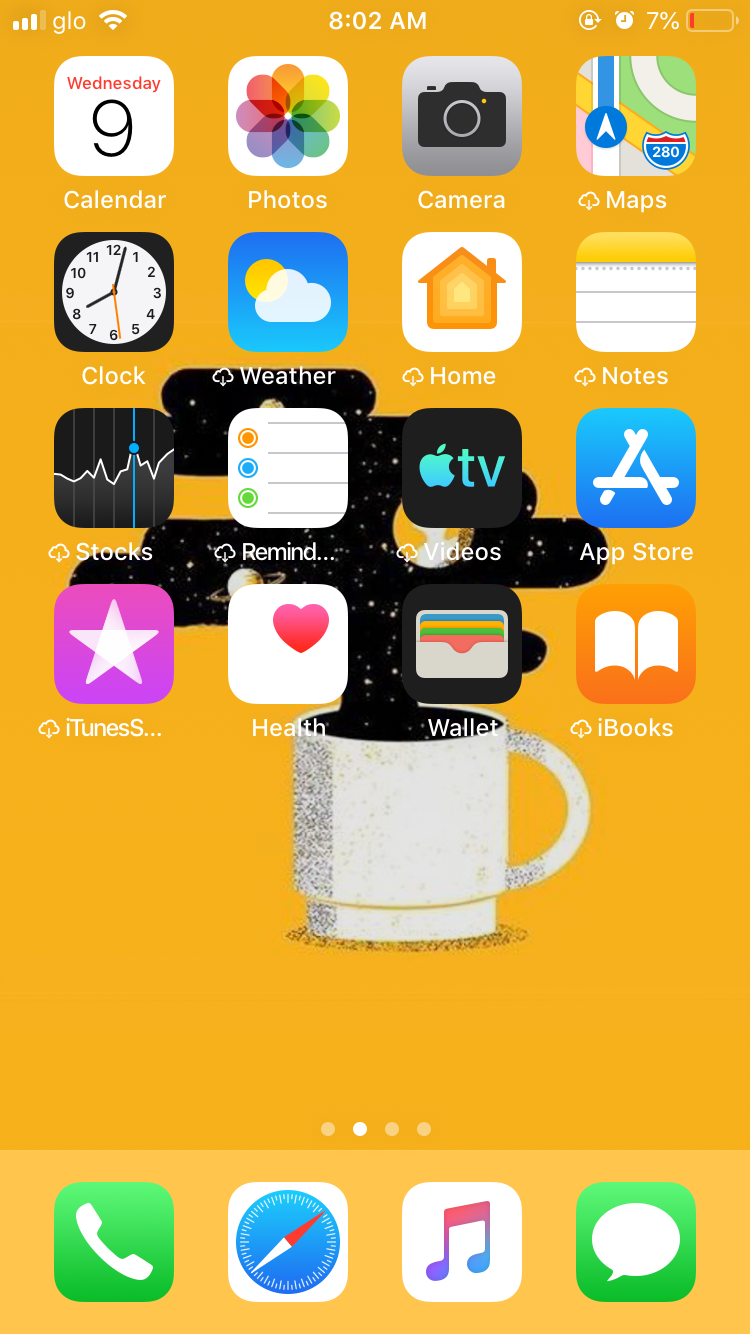 glo 8:02 AM 7%
Wednesday
9
280
Calendar Photos Camera Maps
12
11 1
10 2
9 3
8 4
7 5
6
Clock Weather Home Notes
tv
Stocks Remind... Videos App Store
iTunesS... Health Wallet iBooks